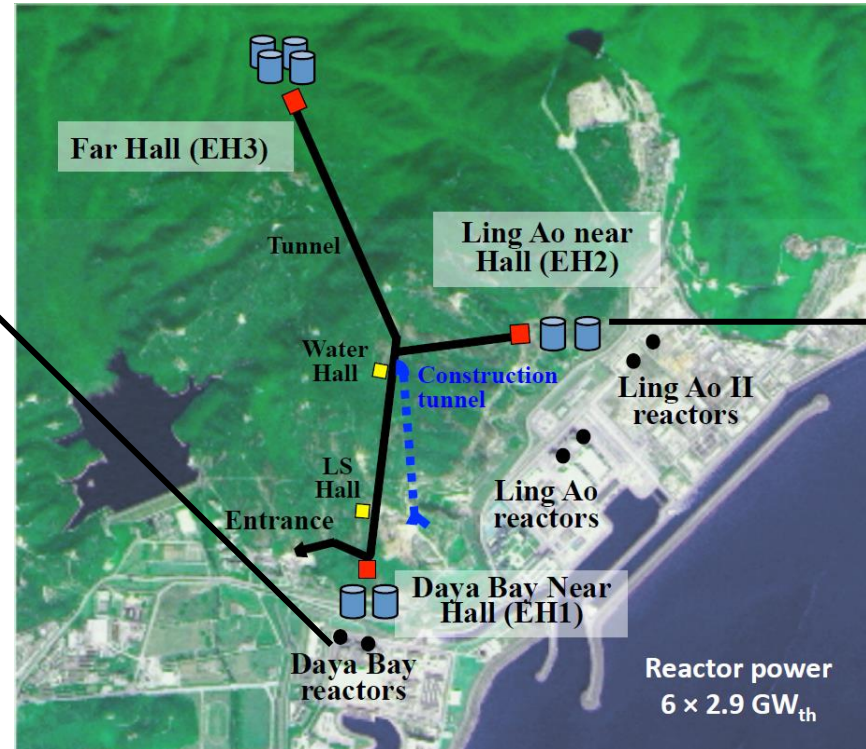 Far Hall (EH3)
Tunnel
Ling Ao near
Hall (EH2)
Water
Hall
Construction
tunnel
Ling Ao II
reactors
LS
Hall
Ling Ao
reactors
Entrance
Daya Bay Near
Hall (EH1)
Daya Bay
reactors
Reactor power
6 × 2.9 GWth